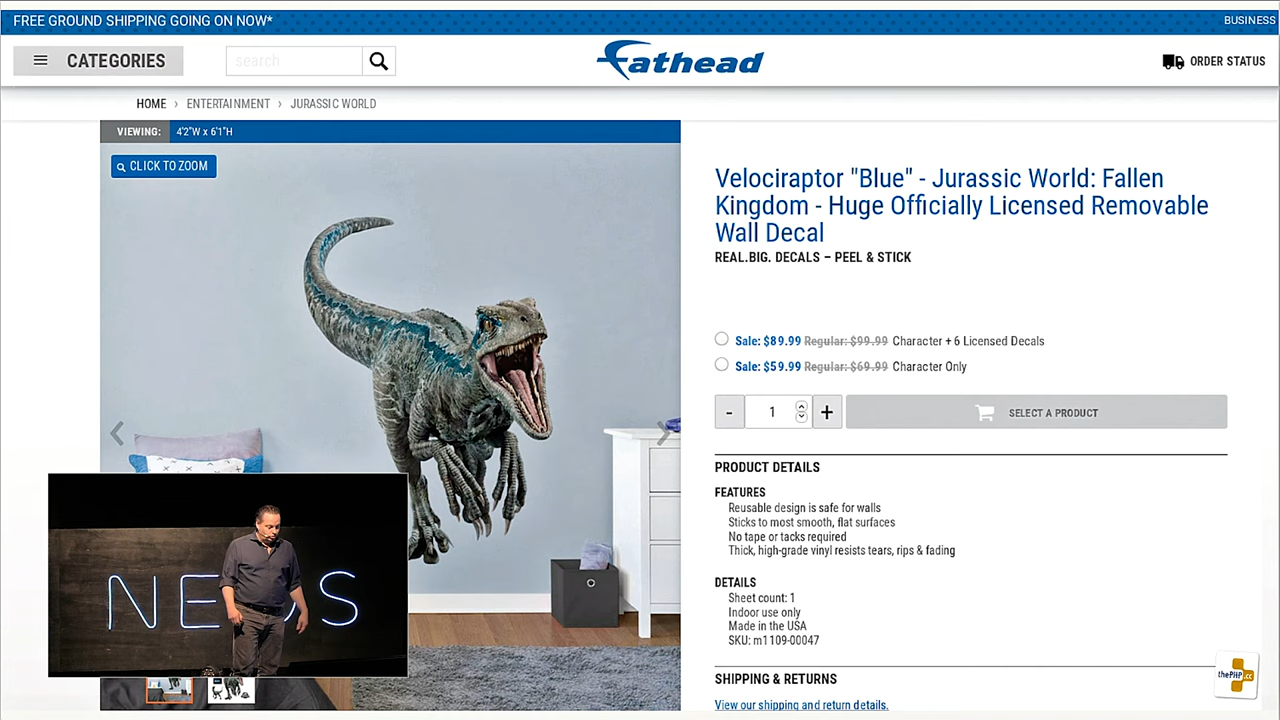 FREE GROUND SHIPPING GOING ON NOW*
BUSINESS
CATEGORIES
search
Fathead
ORDER STATUS
HOME › ENTERTAINMENT › JURASSIC WORLD
VIEWING: 4'2"W x 6'1"H
CLICK TO ZOOM
Velociraptor "Blue" - Jurassic World: Fallen
Kingdom - Huge Officially Licensed Removable
Wall Decal
REAL.BIG. DECALS – PEEL & STICK
Sale: $89.99 Regular: $99.99 Character + 6 Licensed Decals
Sale: $59.99 Regular: $69.99 Character Only
- 1 +
SELECT A PRODUCT
PRODUCT DETAILS
FEATURES
Reusable design is safe for walls
Sticks to most smooth, flat surfaces
No tape or tacks required
Thick, high-grade vinyl resists tears, rips & fading
DETAILS
Sheet count: 1
Indoor use only
Made in the USA
SKU: m1109-00047
SHIPPING & RETURNS
View our shipping and return details.
thePHP.cc